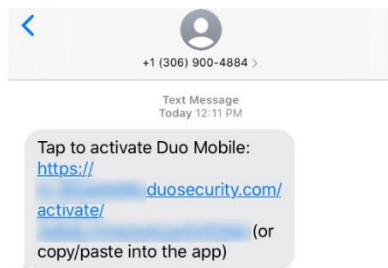 +1 (306) 900-4884 >
Text Message
Today 12:11 PM
Tap to activate Duo Mobile:
https://
duosecurity.com/
activate/
(or
copy/paste into the app)